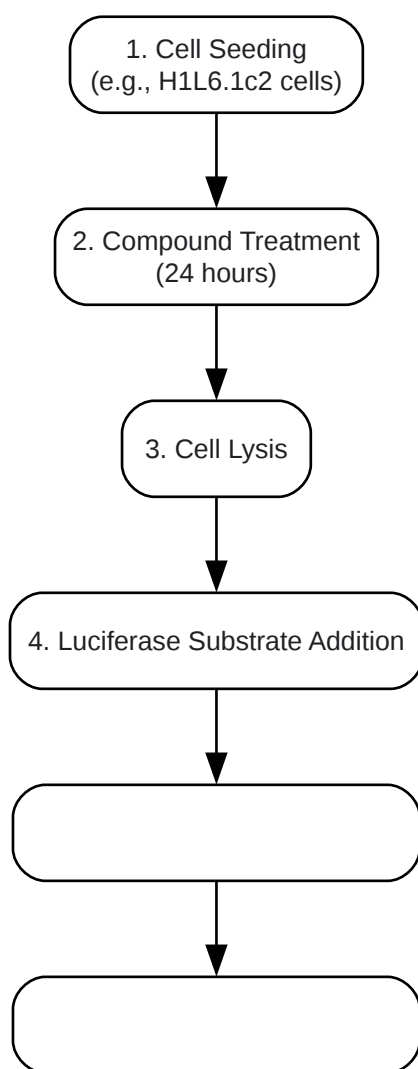 1. Cell Seeding
(e.g., H1L6.1c2 cells)
2. Compound Treatment
(24 hours)
3. Cell Lysis
4. Luciferase Substrate Addition